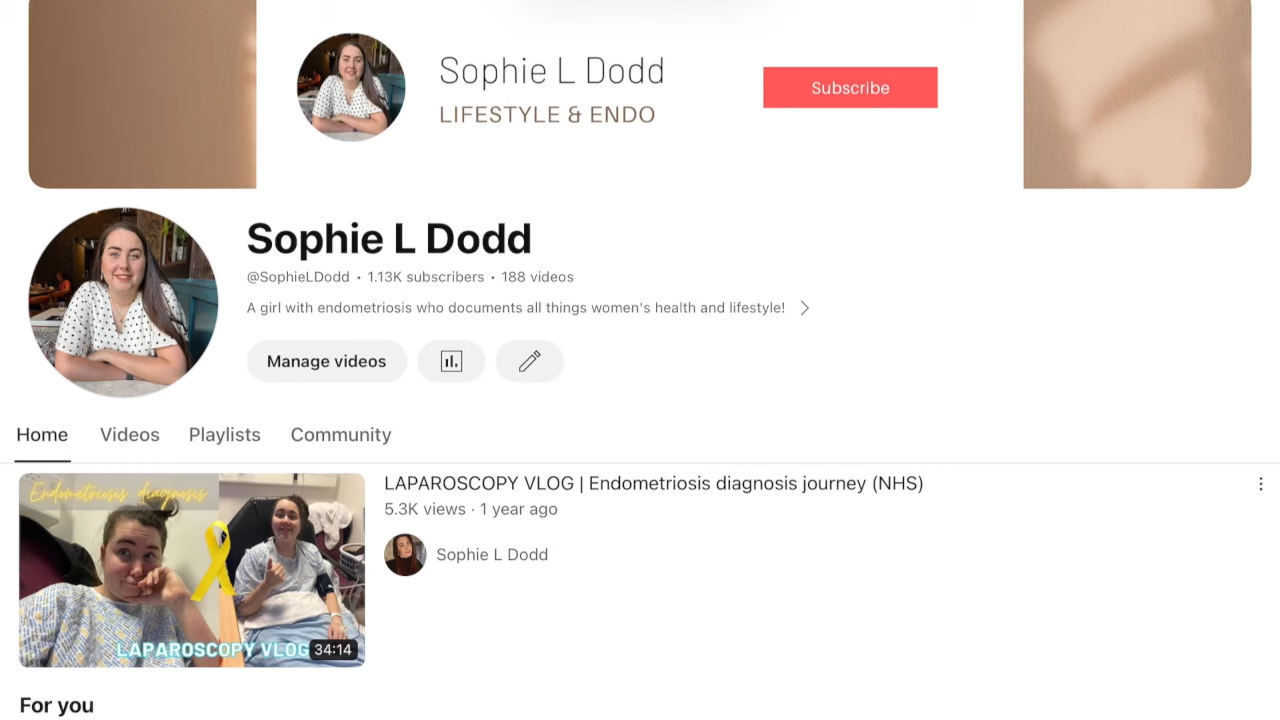 Sophie L Dodd
LIFESTYLE & ENDO
Subscribe
Sophie L Dodd
@SophieLDodd • 1.13K subscribers • 188 videos
A girl with endometriosis who documents all things women's health and lifestyle!
Manage videos
Home Videos Playlists Community
Endometriosis diagnosis
LAPAROSCOPY VLOG
34:14
LAPAROSCOPY VLOG | Endometriosis diagnosis journey (NHS)
5.3K views · 1 year ago
Sophie L Dodd
For you